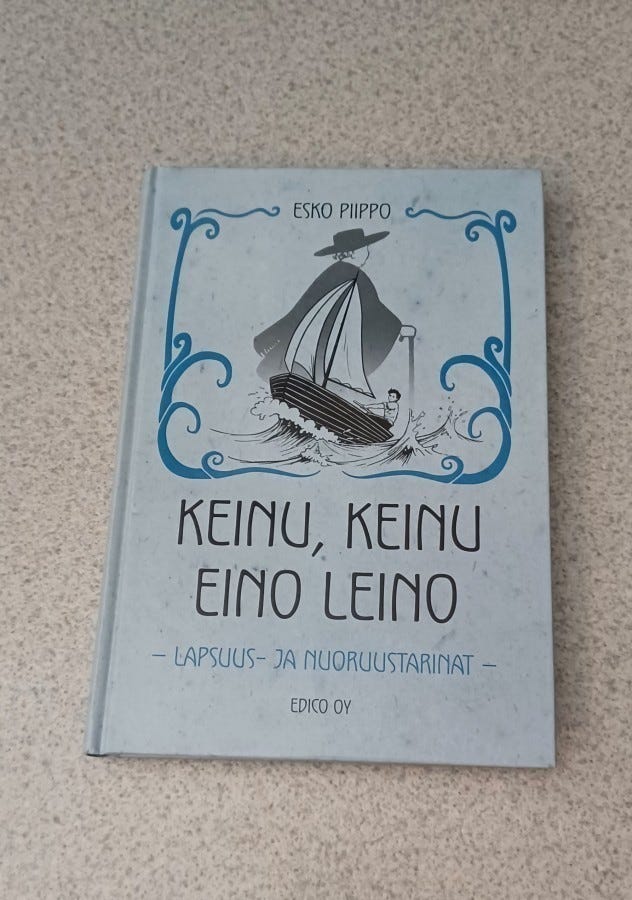 ESKO PIIPPO
KEINU, KEINU
EINO LEINO
– LAPSUUS- JA NUORUUSTARINAT –
EDICO OY